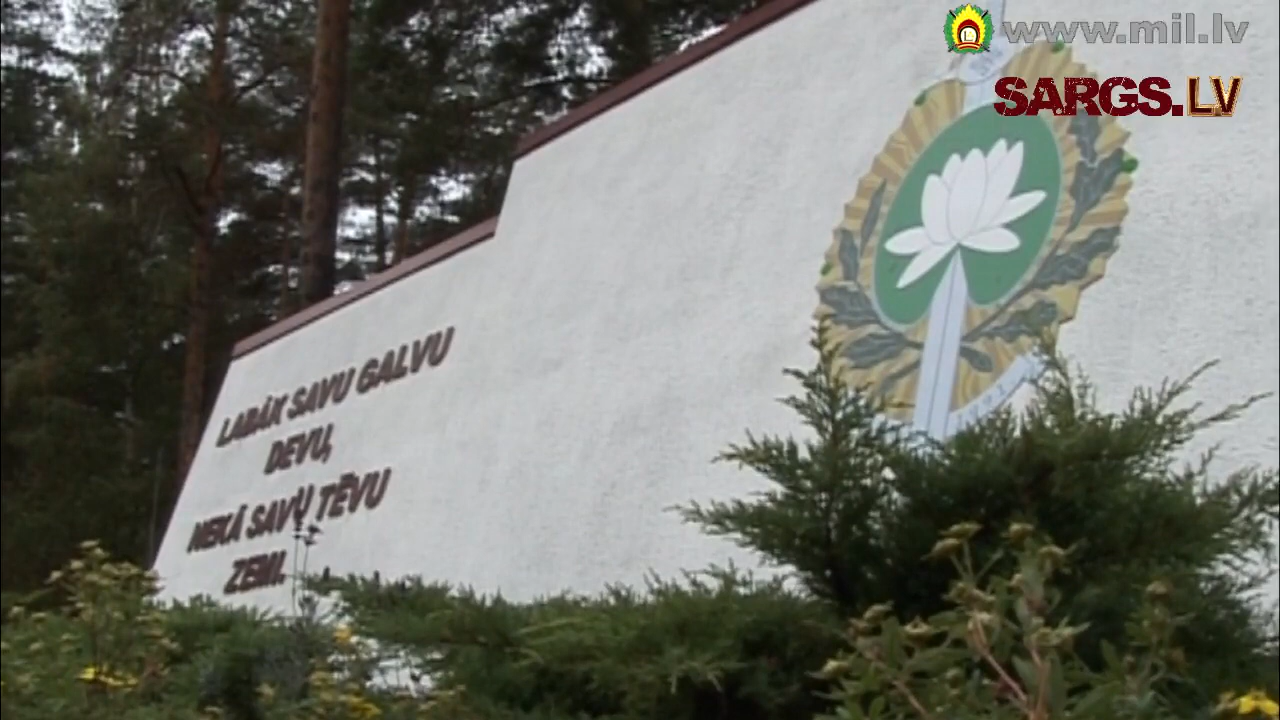 www.mil.lv
SARGS.LV
LABĀK SAVU GALVU
DEVU,
NEKĀ SAVU TĒVU
ZEMI.